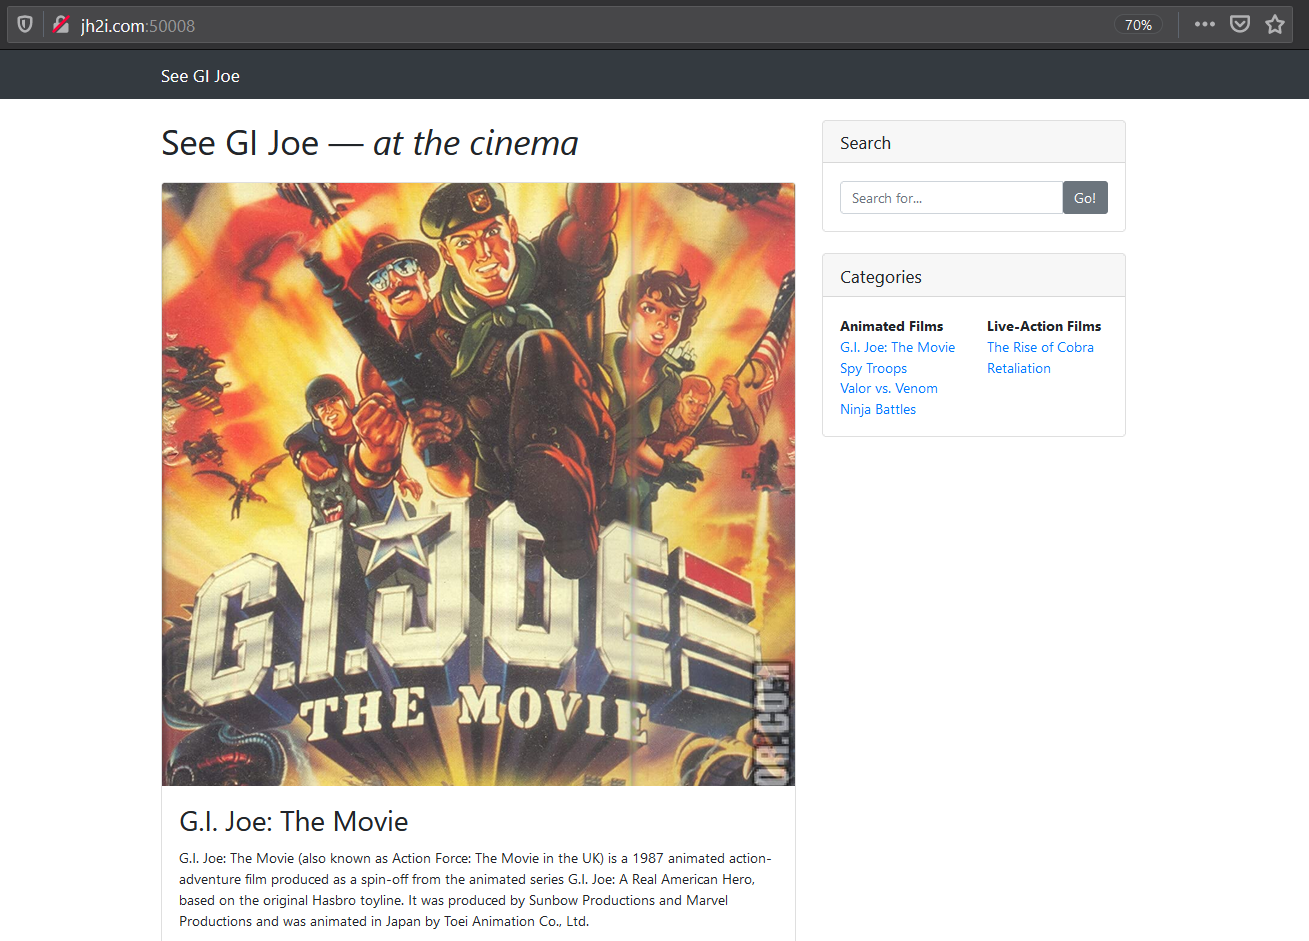 jh2i.com:50008
70%
See GI Joe
See GI Joe — at the cinema
G.I. JOE
THE MOVIE
DR.GOH
G.I. Joe: The Movie
G.I. Joe: The Movie (also known as Action Force: The Movie in the UK) is a 1987 animated action-
adventure film produced as a spin-off from the animated series G.I. Joe: A Real American Hero,
based on the original Hasbro toyline. It was produced by Sunbow Productions and Marvel
Productions and was animated in Japan by Toei Animation Co., Ltd.
Search
Search for...
Go!
Categories
Animated Films
G.I. Joe: The Movie
Spy Troops
Valor vs. Venom
Ninja Battles
Live-Action Films
The Rise of Cobra
Retaliation